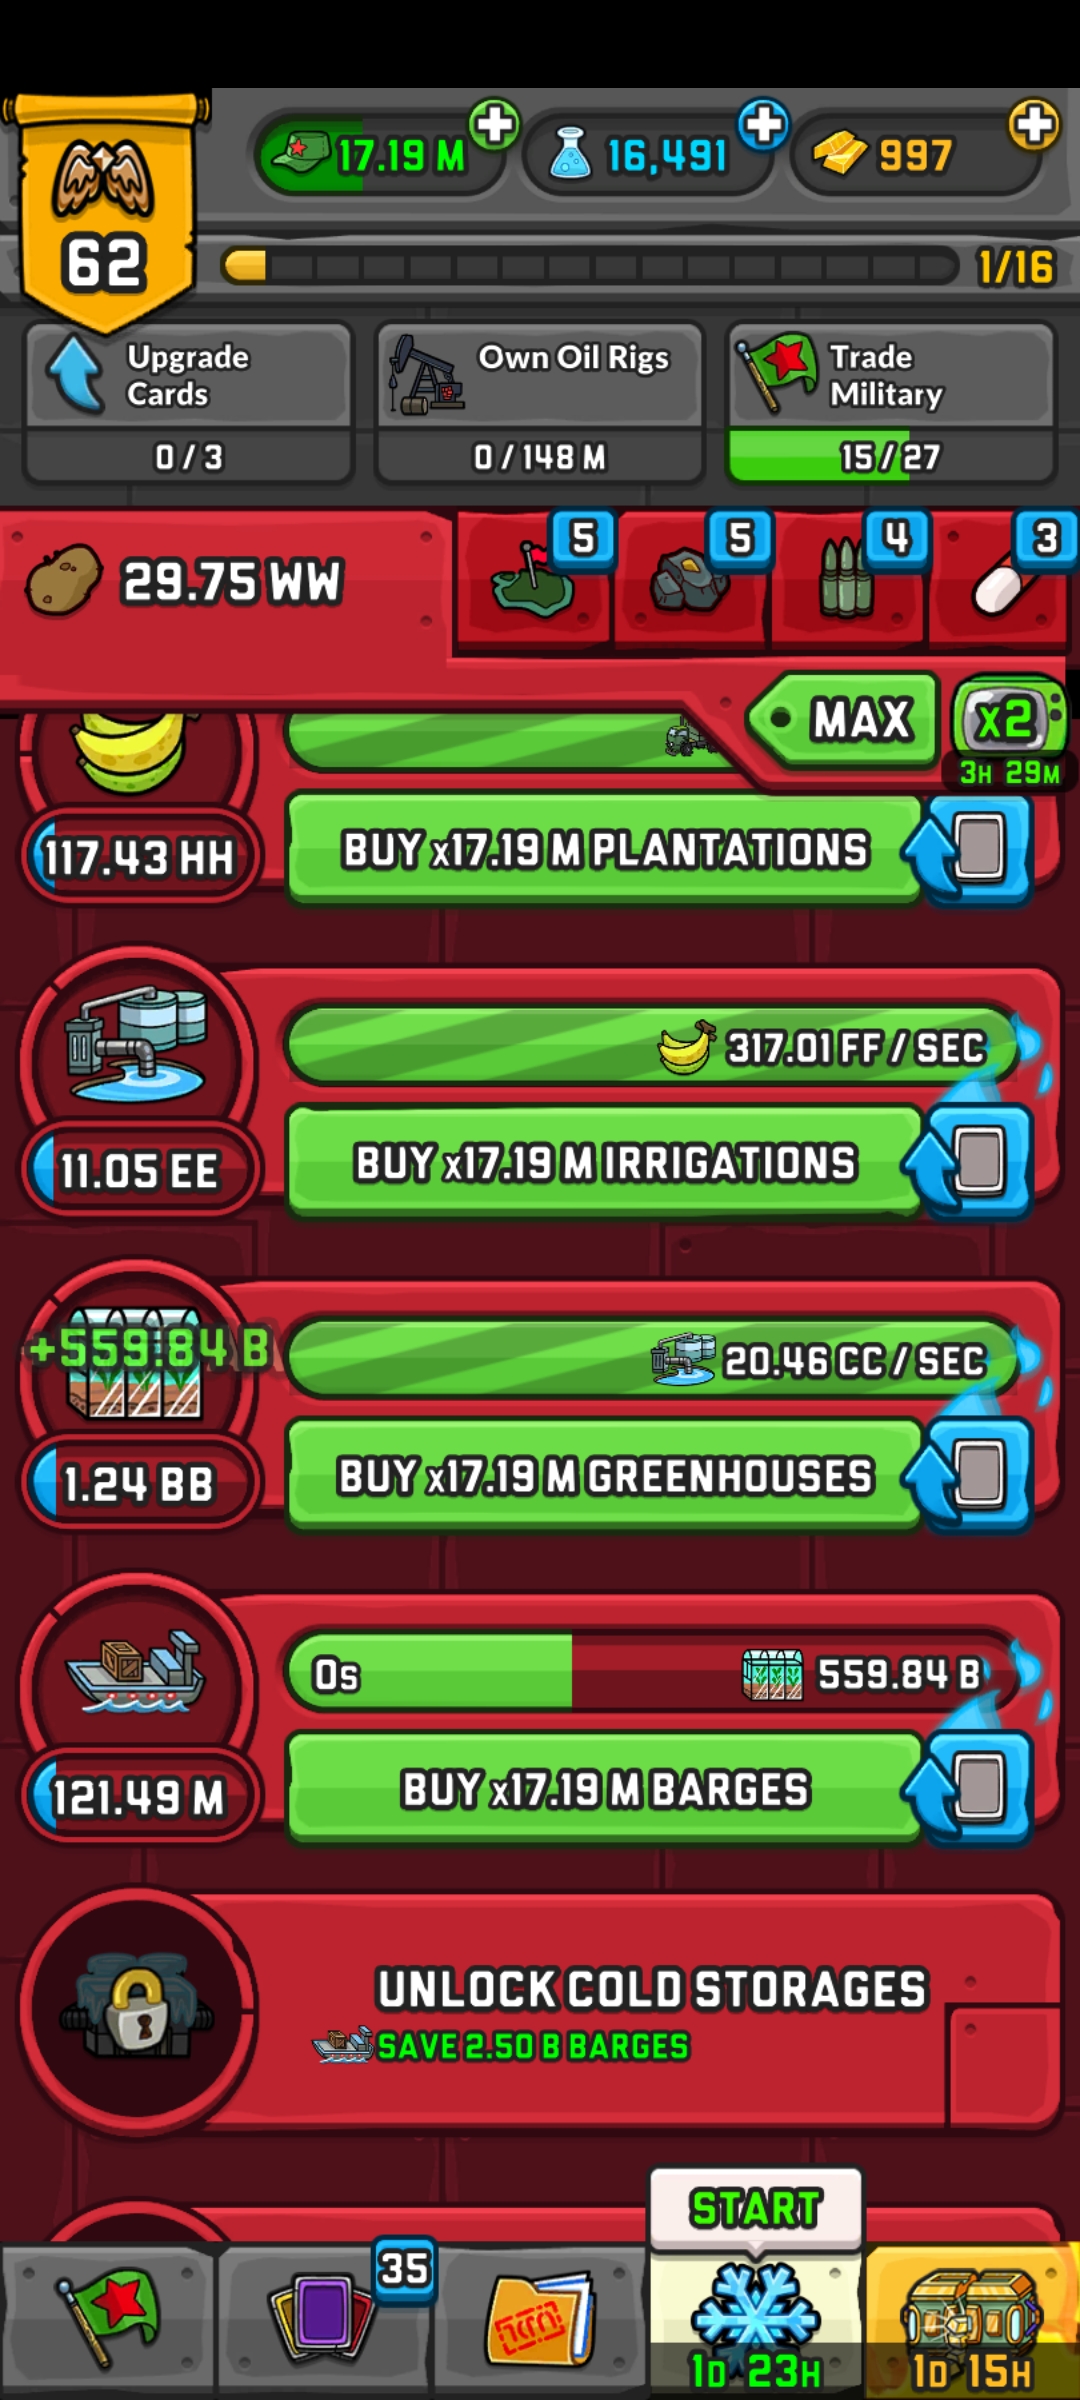 17.19 M
16,491
997
62
1/16
Upgrade
Cards
0 / 3
Own Oil Rigs
0 / 148 M
Trade
Military
15 / 27
29.75 WW
5
5
4
3
MAX
x2
3H 29M
117.43 HH
BUY x17.19 M PLANTATIONS
317.01 FF / SEC
11.05 EE
BUY x17.19 M IRRIGATIONS
+559.84 B
20.46 CC / SEC
1.24 BB
BUY x17.19 M GREENHOUSES
0s
559.84 B
121.49 M
BUY x17.19 M BARGES
UNLOCK COLD STORAGES
SAVE 2.50 B BARGES
START
35
1D 23H
1D 15H